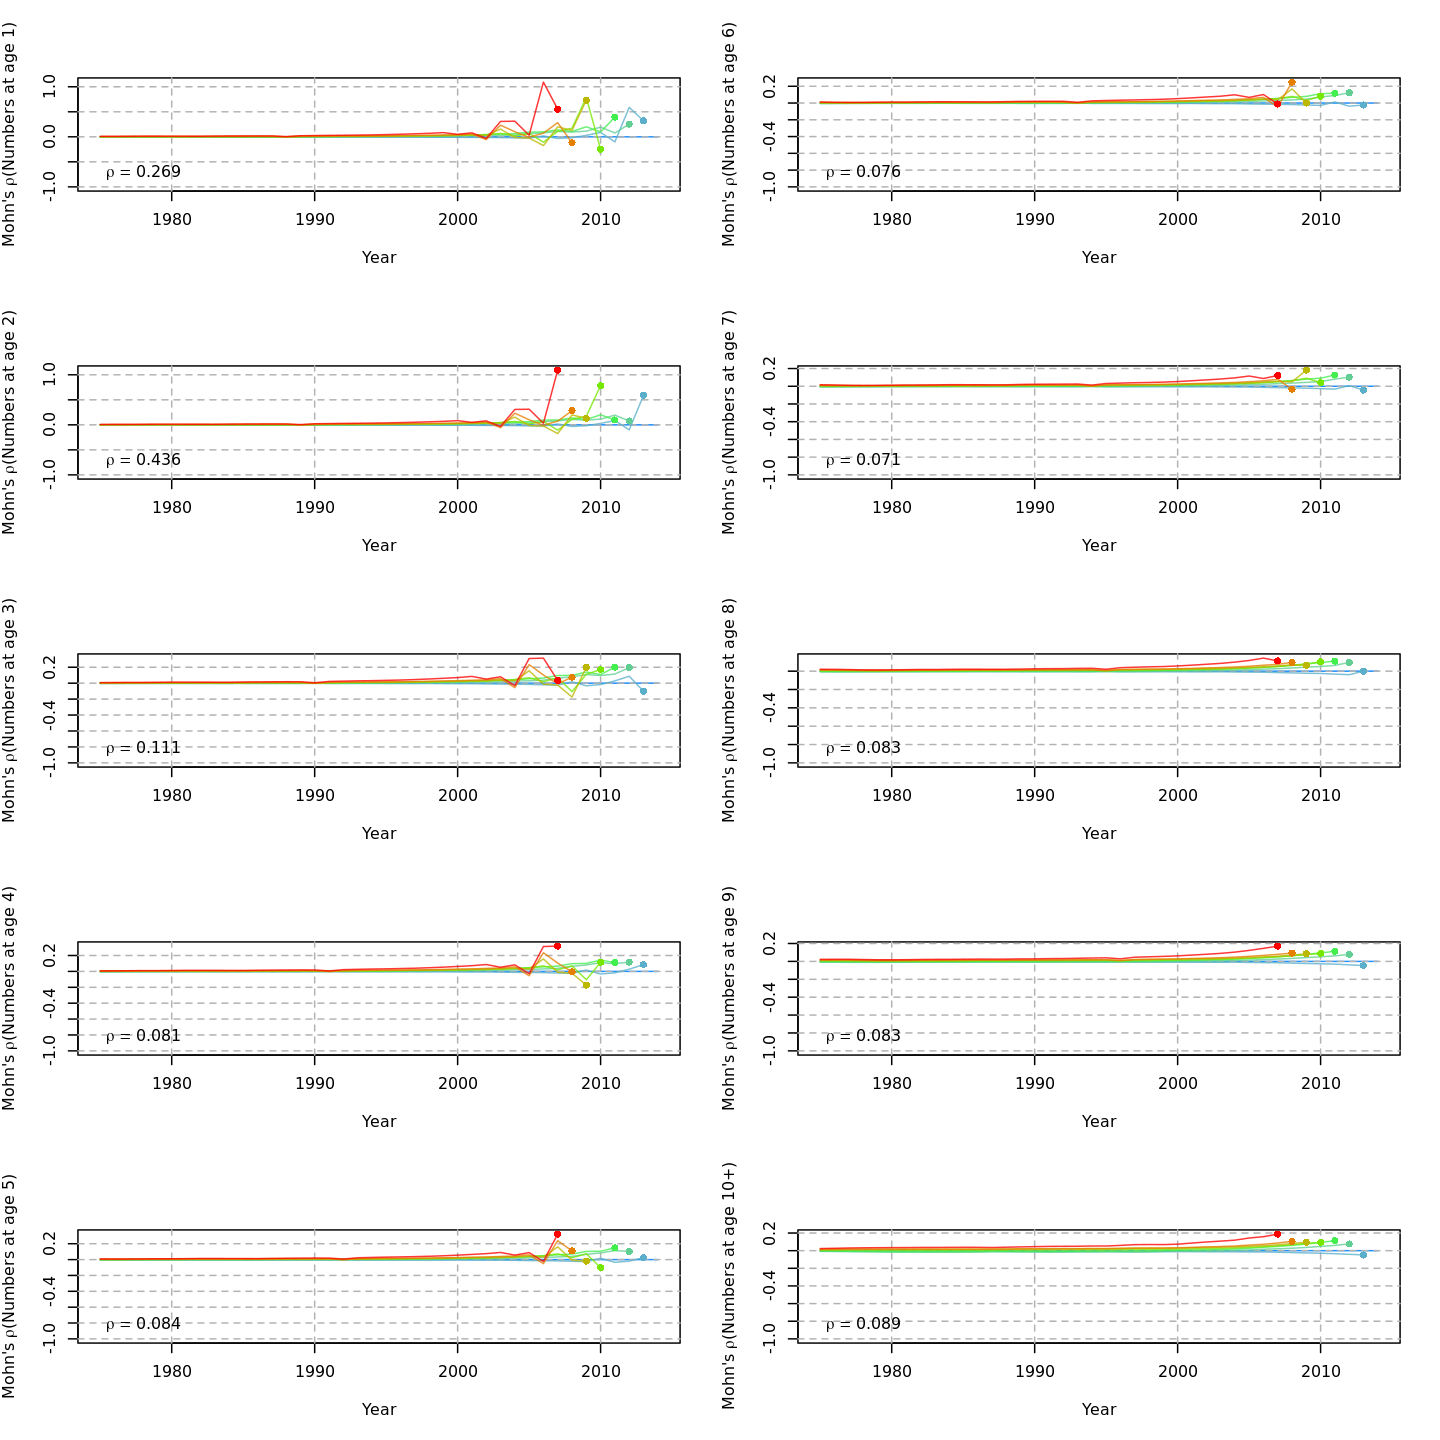 Mohn's ρ(Numbers at age 1)
1.0
0.0
-1.0
ρ = 0.269
1980 1990 2000 2010
Year
Mohn's ρ(Numbers at age 6)
0.2
-0.4
-1.0
ρ = 0.076
1980 1990 2000 2010
Year
Mohn's ρ(Numbers at age 2)
1.0
0.0
-1.0
ρ = 0.436
1980 1990 2000 2010
Year
Mohn's ρ(Numbers at age 7)
0.2
-0.4
-1.0
ρ = 0.071
1980 1990 2000 2010
Year
Mohn's ρ(Numbers at age 3)
0.2
-0.4
-1.0
ρ = 0.111
1980 1990 2000 2010
Year
Mohn's ρ(Numbers at age 8)
-0.4
-1.0
ρ = 0.083
1980 1990 2000 2010
Year
Mohn's ρ(Numbers at age 4)
0.2
-0.4
-1.0
ρ = 0.081
1980 1990 2000 2010
Year
Mohn's ρ(Numbers at age 9)
0.2
-0.4
-1.0
ρ = 0.083
1980 1990 2000 2010
Year
Mohn's ρ(Numbers at age 5)
0.2
-0.4
-1.0
ρ = 0.084
1980 1990 2000 2010
Year
Mohn's ρ(Numbers at age 10+)
0.2
-0.4
-1.0
ρ = 0.089
1980 1990 2000 2010
Year